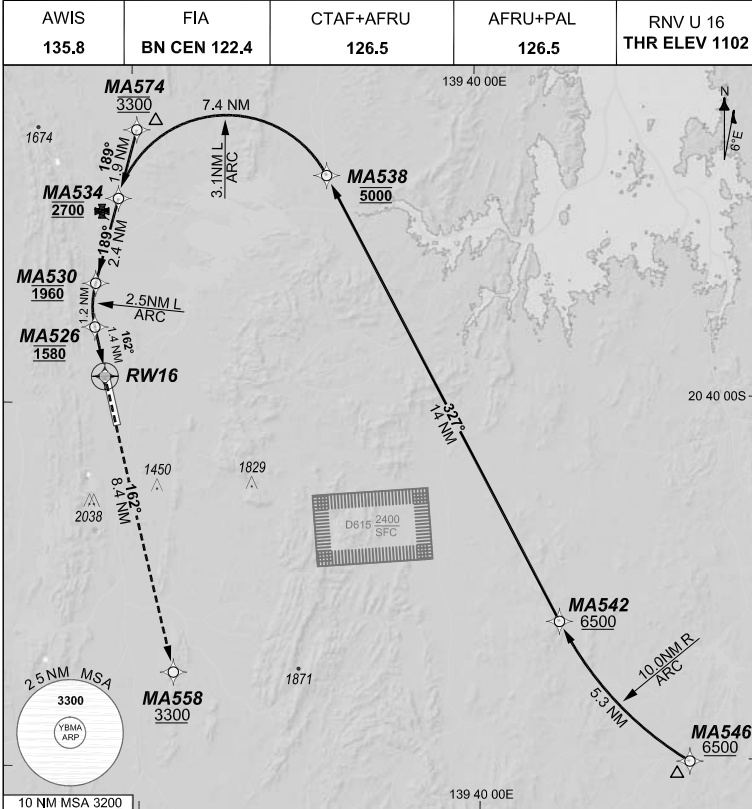 AWIS
135.8
FIA
BN CEN 122.4
CTAF+AFRU
126.5
AFRU+PAL
126.5
RNV U 16
THR ELEV 1102
139 40 00E
MA574
3300
7.4 NM
N
6°E
1674
189°
1.9 NM
3.1NM L
ARC
MA538
5000
MA534
2700
189°
2.4 NM
MA530
1960
1.2 NM
2.5NM L
ARC
MA526
1580
162°
1.4 NM
RW16
20 40 00S
327°
14 NM
1450
1829
162°
8.4 NM
2038
D615 2400
SFC
MA542
6500
10.0NM R
ARC
5.3 NM
25 NM MSA
3300
YBMA
ARP
MA558
3300
1871
MA546
6500
10 NM MSA 3200
139 40 00E